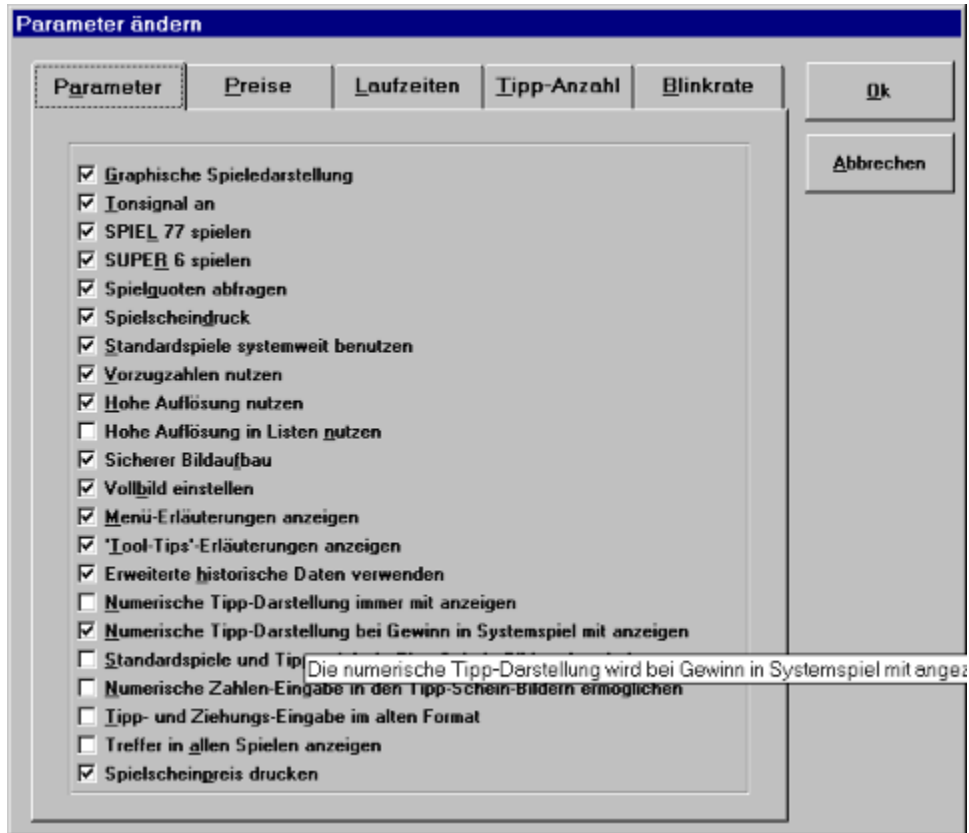 Parameter ändern
Parameter
Preise
Laufzeiten
Tipp-Anzahl
Blinkrate
Ok
Abbrechen
Graphische Spieledarstellung
Tonsignal an
SPIEL 77 spielen
SUPER 6 spielen
Spielquoten abfragen
Spielscheindruck
Standardspiele systemweit benutzen
Vorzugzahlen nutzen
Hohe Auflösung nutzen
Hohe Auflösung in Listen nutzen
Sicherer Bildaufbau
Vollbild einstellen
Menü-Erläuterungen anzeigen
'Tool-Tips'-Erläuterungen anzeigen
Erweiterte historische Daten verwenden
Numerische Tipp-Darstellung immer mit anzeigen
Numerische Tipp-Darstellung bei Gewinn in Systemspiel mit anzeigen
Standardspiele und Tipp
Die numerische Tipp-Darstellung wird bei Gewinn in Systemspiel mit angez
Numerische Zahlen-Eingabe in den Tipp-Schein-Bildern ermöglichen
Tipp- und Ziehungs-Eingabe im alten Format
Treffer in allen Spielen anzeigen
Spielscheinpreis drucken